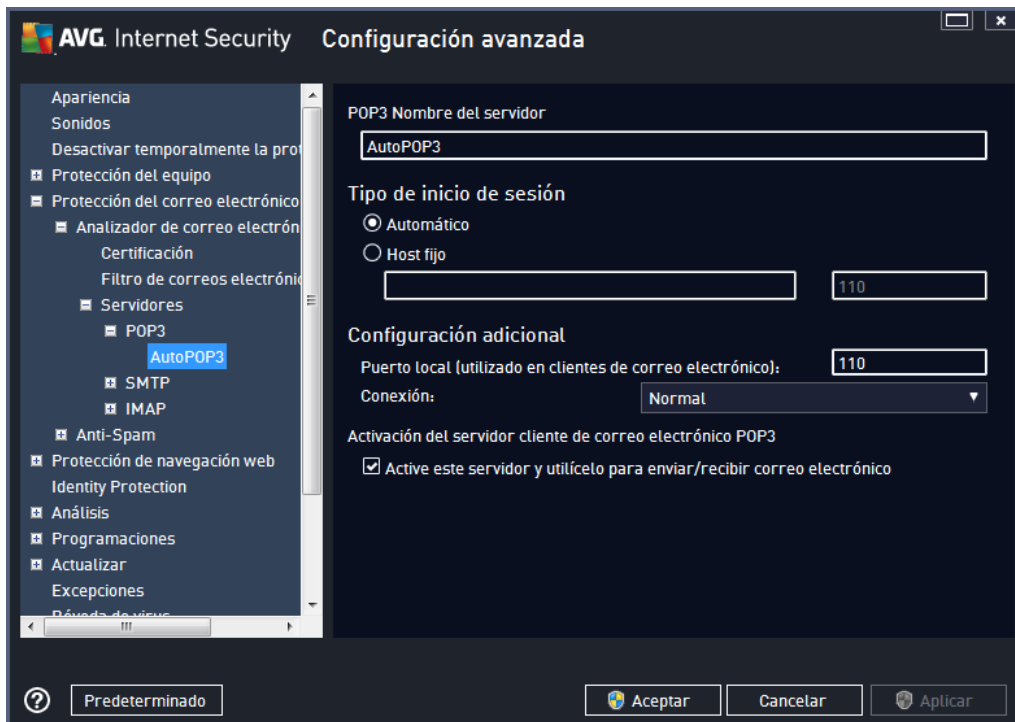 AVG. Internet Security Configuración avanzada
Apariencia
Sonidos
Desactivar temporalmente la prot
Protección del equipo
Protección del correo electrónico
Analizador de correo electrón
Certificación
Filtro de correos electrónic
Servidores
POP3
AutoPOP3
SMTP
IMAP
Anti-Spam
Protección de navegación web
Identity Protection
Análisis
Programaciones
Actualizar
Excepciones
Bóveda de virus
POP3 Nombre del servidor
AutoPOP3
Tipo de inicio de sesión
Automático
Host fijo
110
Configuración adicional
Puerto local (utilizado en clientes de correo electrónico):
110
Conexión:
Normal
Activación del servidor cliente de correo electrónico POP3
Active este servidor y utilícelo para enviar/recibir correo electrónico
Predeterminado
Aceptar
Cancelar
Aplicar